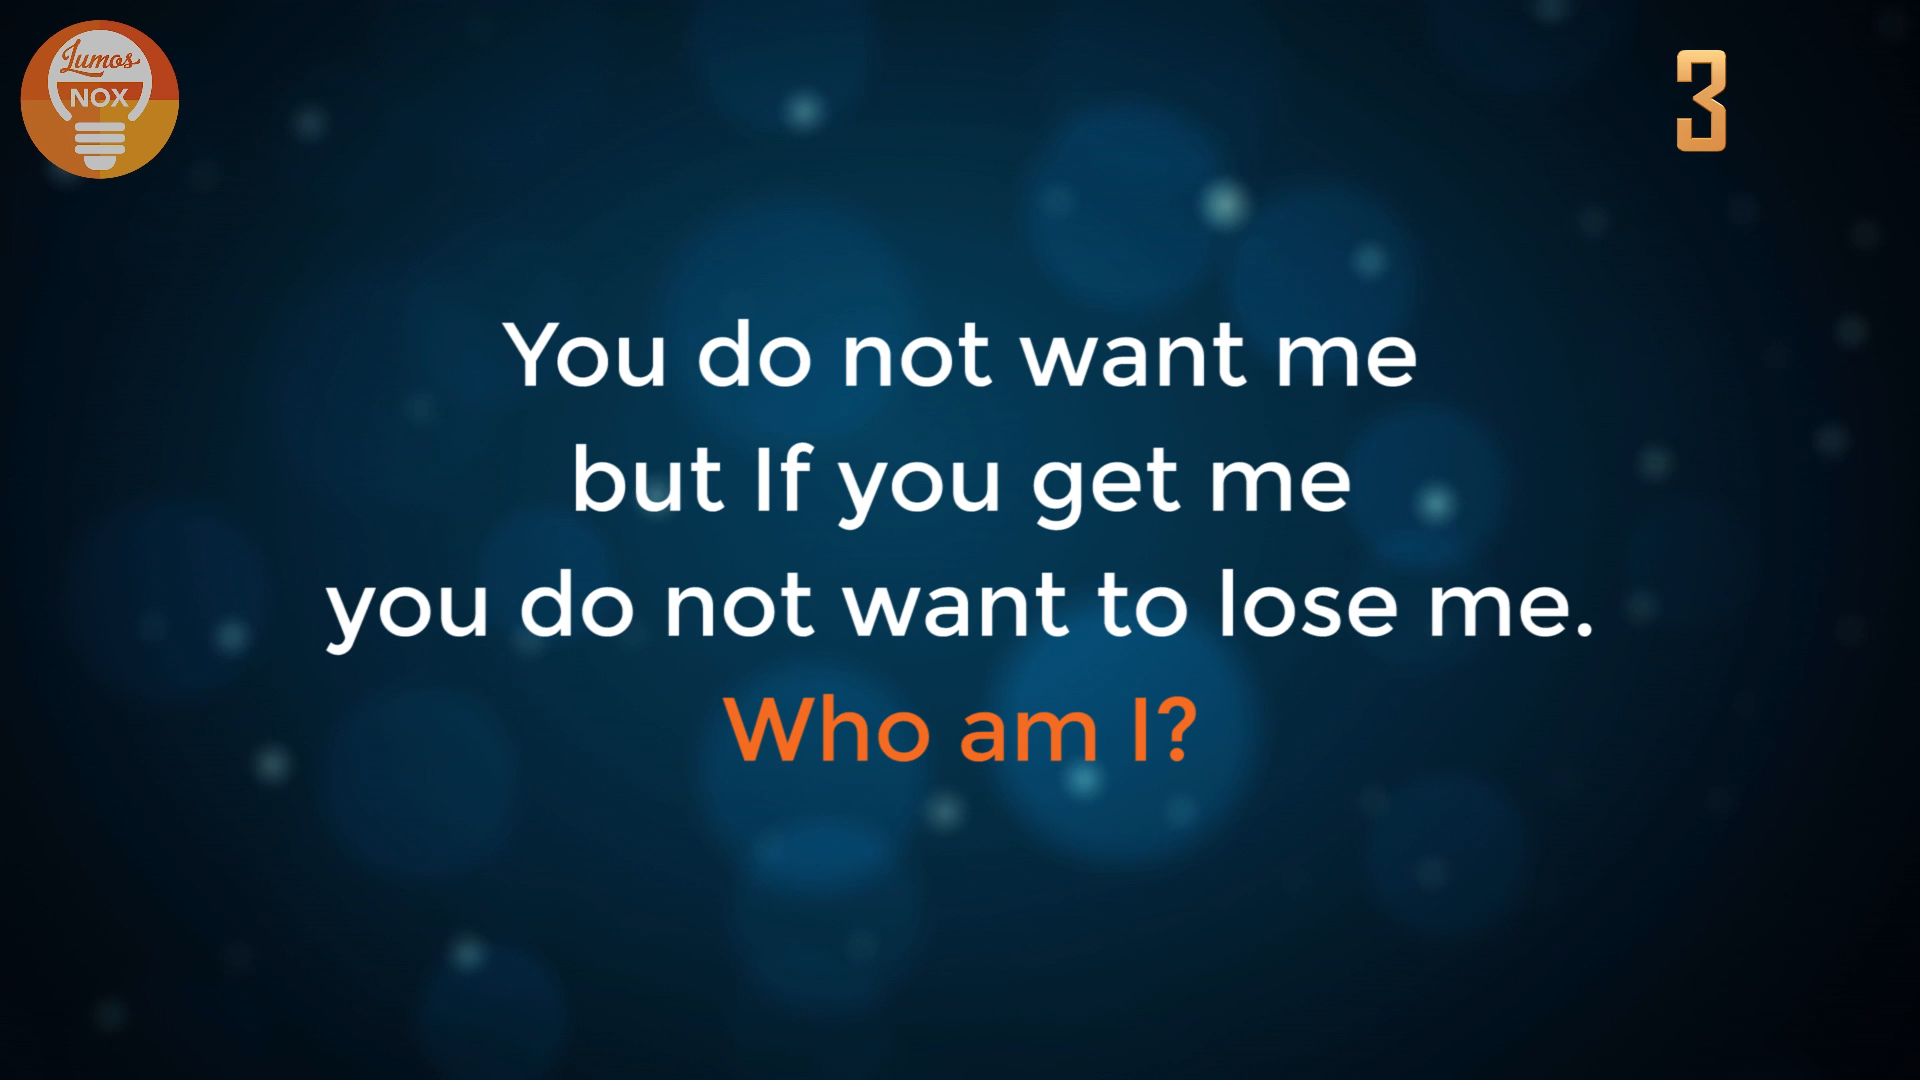 Lumos
NOX
3
You do not want me
but If you get me
you do not want to lose me.
Who am I?